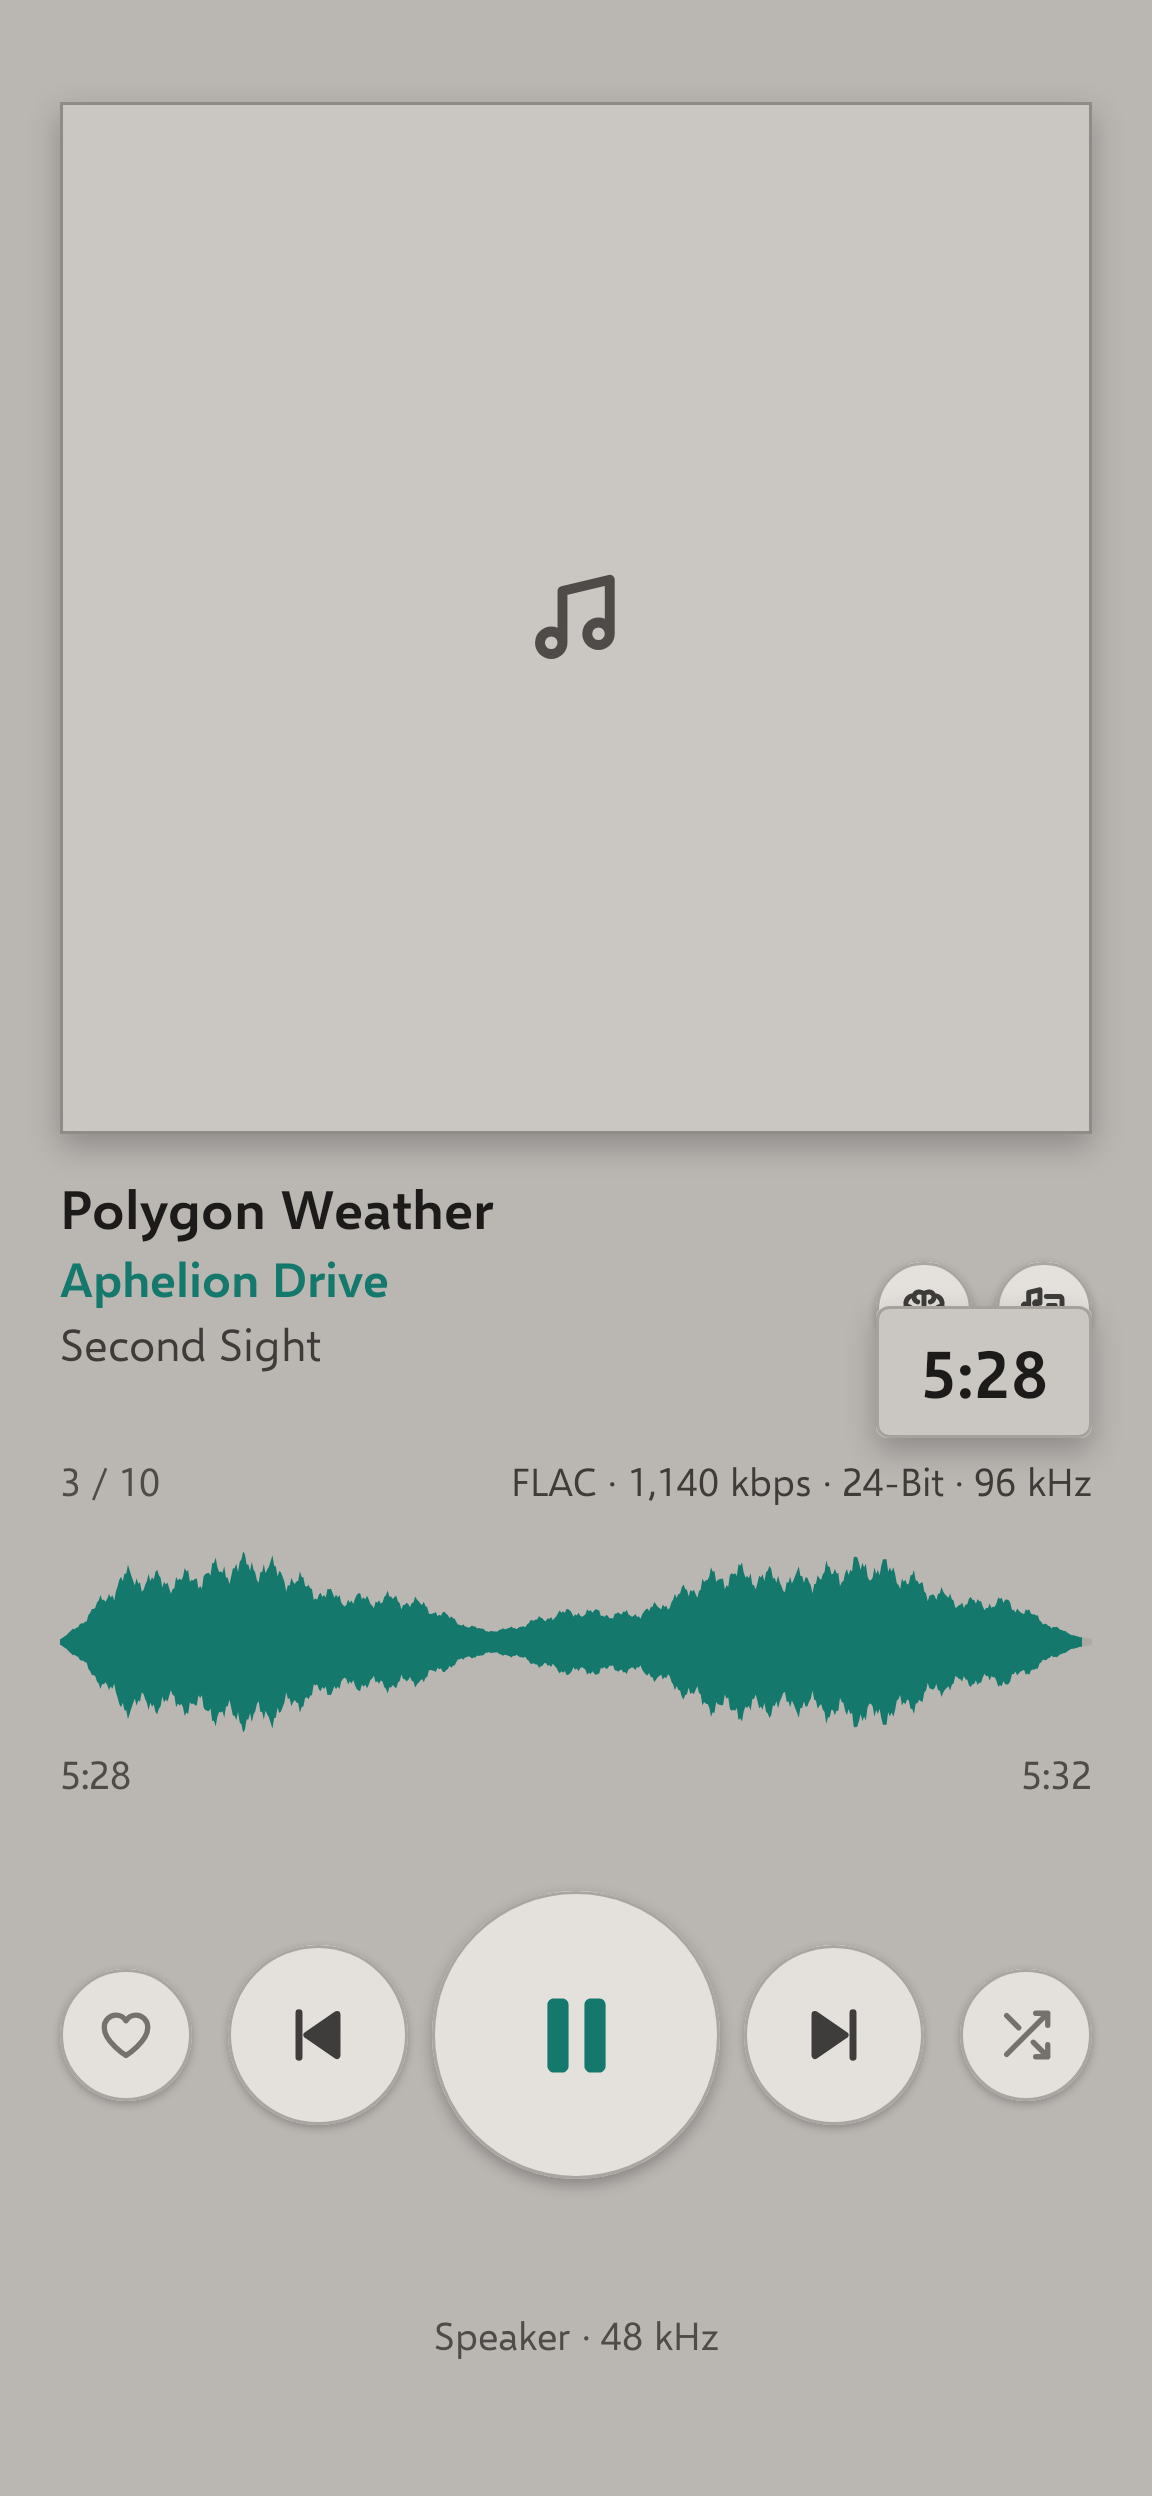 Polygon Weather
Aphelion Drive
Second Sight
5:28
3 / 10
FLAC · 1,140 kbps · 24-Bit · 96 kHz
5:28
5:32
Speaker · 48 kHz